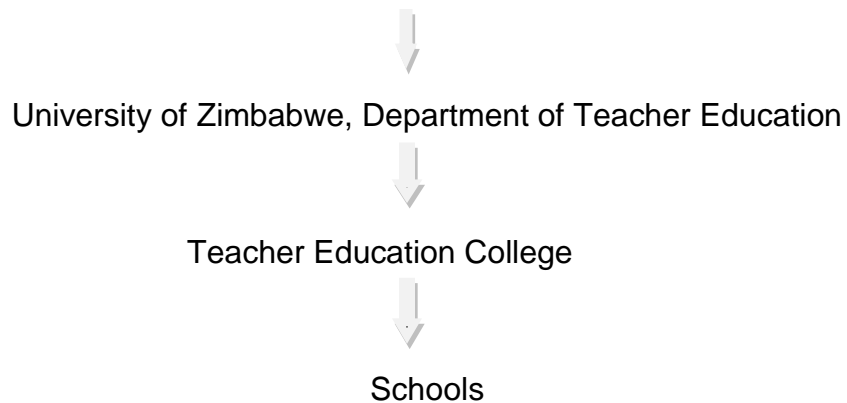 University of Zimbabwe, Department of Teacher Education
Teacher Education College
Schools